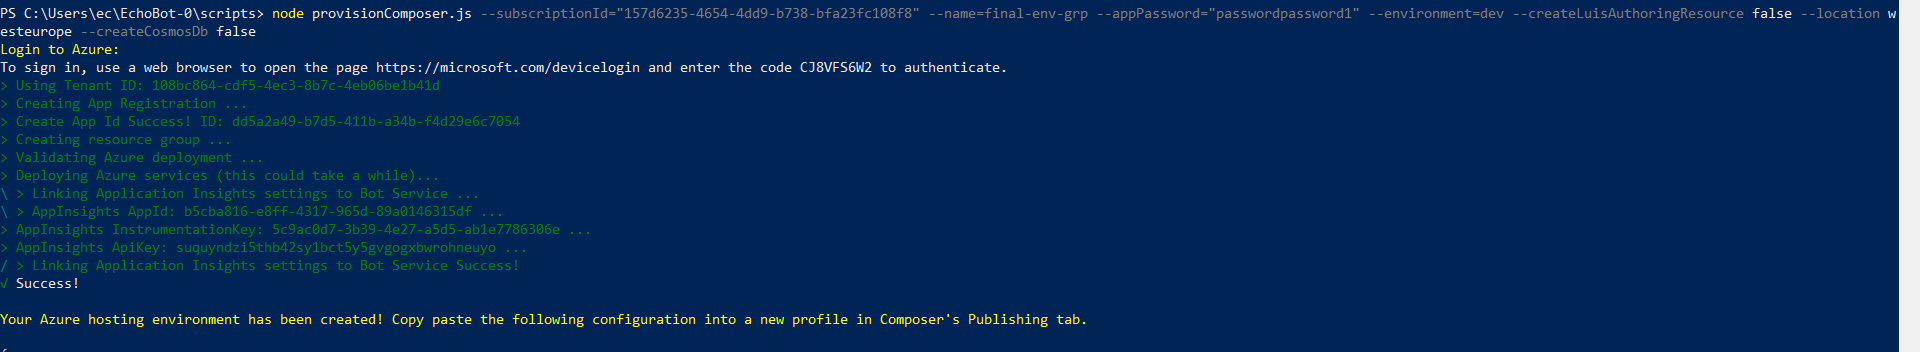 PS C:\Users\ec\EchoBot-0\scripts> node provisionComposer.js --subscriptionId="157d6235-4654-4dd9-b738-bfa23fc108f8" --name=final-env-grp --appPassword="passwordpassword1" --environment=dev --createLuisAuthoringResource false --location w
esteurope --createCosmosDb false
Login to Azure:
To sign in, use a web browser to open the page https://microsoft.com/devicelogin and enter the code CJ8VFS6W2 to authenticate.
> Using Tenant ID: 108bc864-cdf5-4ec3-8b7c-4eb06be1b41d
> Creating App Registration ...
> Create App Id Success! ID: dd5a2a49-b7d5-411b-a34b-f4d29e6c7054
> Creating resource group ...
> Validating Azure deployment ...
> Deploying Azure services (this could take a while)...
\ > Linking Application Insights settings to Bot Service ...
\ > AppInsights AppId: b5cba816-e8ff-4317-965d-89a0146315df ...
> AppInsights InstrumentationKey: 5c9ac0d7-3b39-4e27-a5d5-ab1e7786306e ...
> AppInsights ApiKey: suquyndzi5thb42sy1bct5y5gvgogxbwrohneuyo ...
/ > Linking Application Insights settings to Bot Service Success!
√ Success!
Your Azure hosting environment has been created! Copy paste the following configuration into a new profile in Composer's Publishing tab.